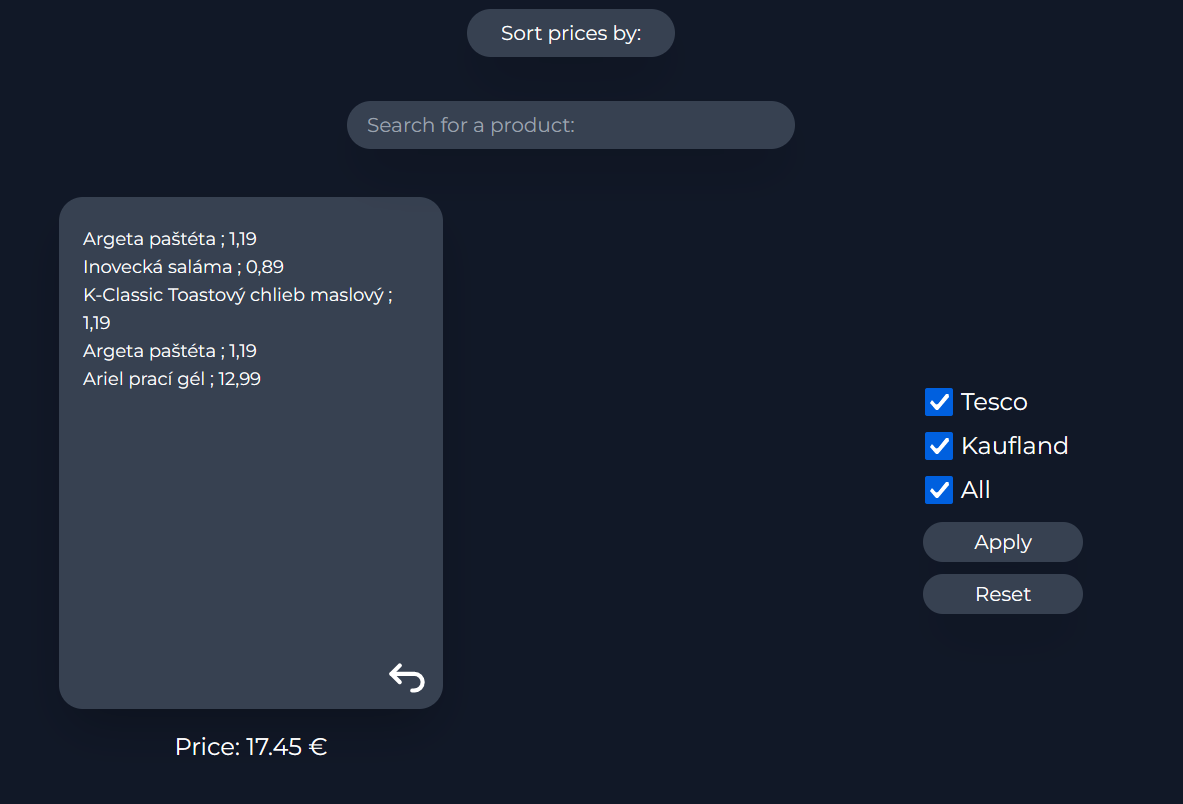 Sort prices by:
Search for a product:
Argeta paštéta ; 1,19
Inovecká saláma ; 0,89
K-Classic Toastový chlieb maslový ;
1,19
Argeta paštéta ; 1,19
Ariel prací gél ; 12,99
Tesco
Kaufland
All
Apply
Reset
Price: 17.45 €